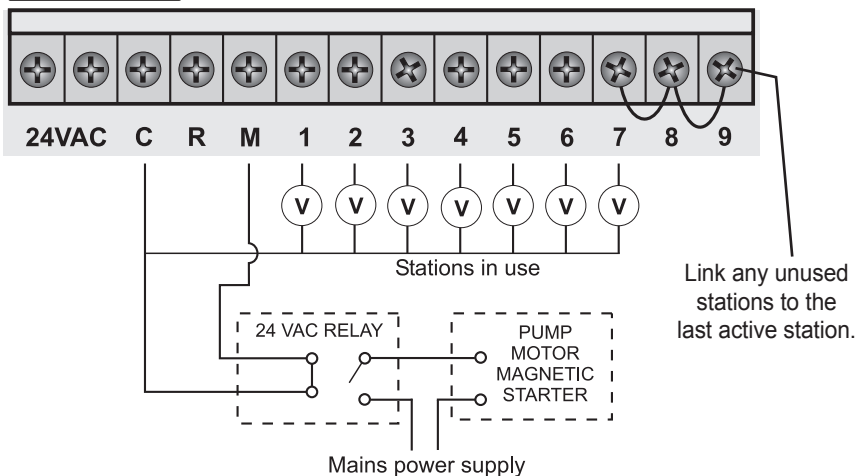 24VAC C R M 1 2 3 4 5 6 7 8 9
V V V V V V V
Stations in use
Link any unused
stations to the
last active station.
24 VAC RELAY
PUMP
MOTOR
MAGNETIC
STARTER
Mains power supply